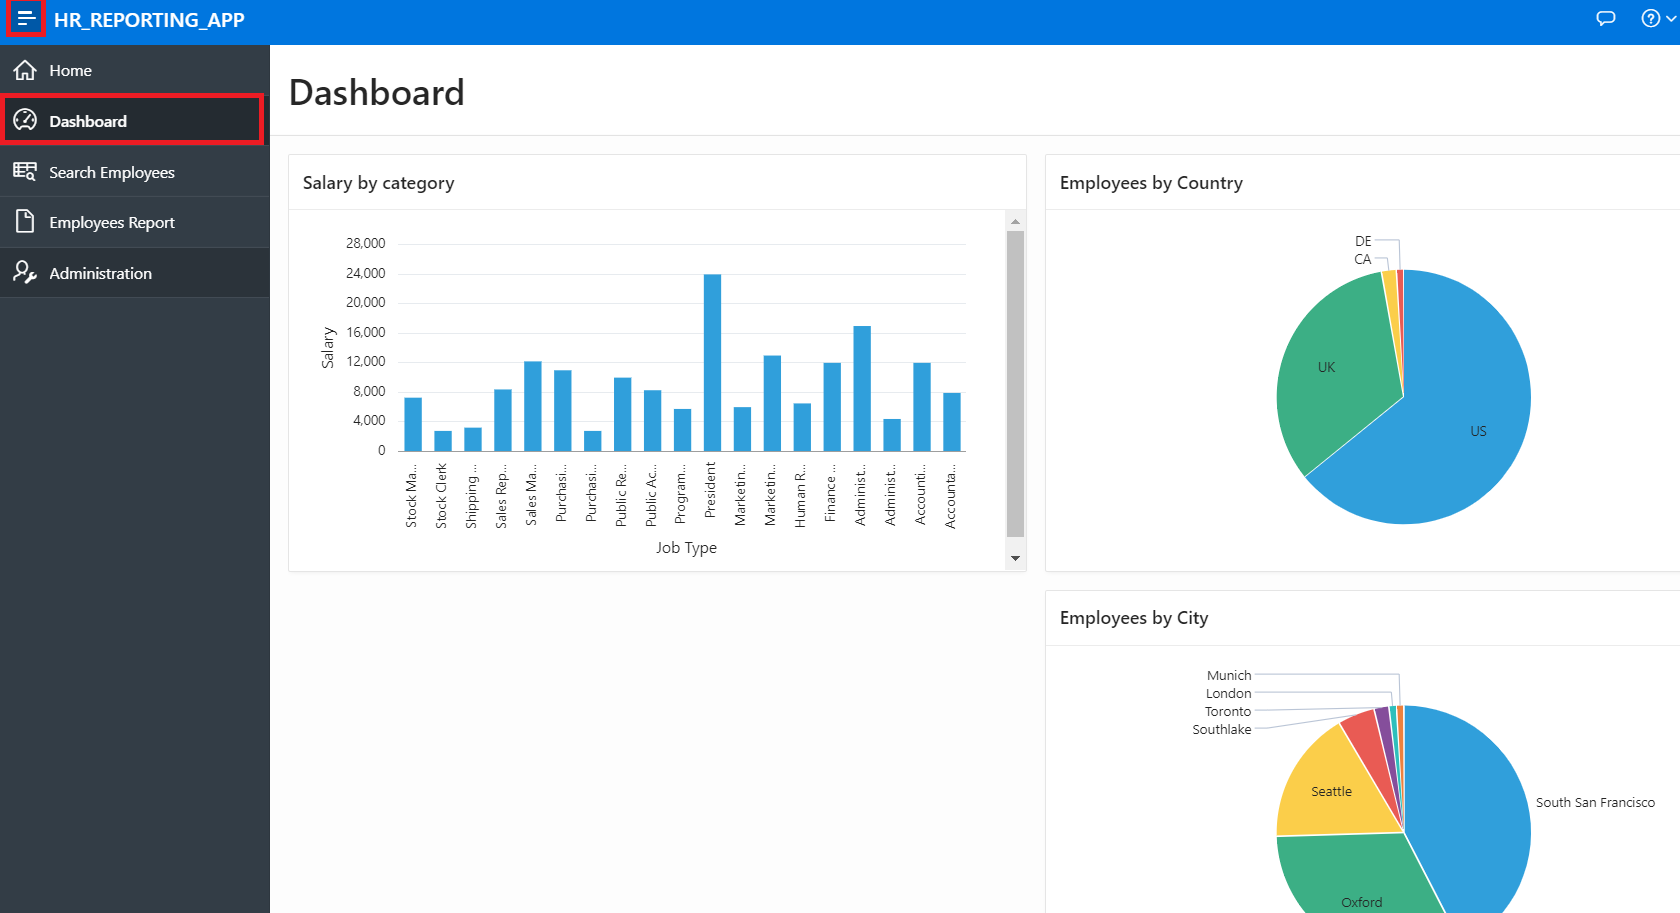 HR_REPORTING_APP
Home
Dashboard
Search Employees
Employees Report
Administration
Dashboard
Salary by category
28,000
24,000
20,000
16,000
12,000
8,000
4,000
0
Salary
Stock Ma...
Stock Clerk
Shipping ...
Sales Rep...
Sales Ma...
Purchasi...
Purchasi...
Public Re...
Public Ac...
Program...
President
Marketin...
Marketin...
Human R...
Finance ...
Administ...
Administ...
Accounti...
Accounta...
Job Type
Employees by Country
DE
CA
UK
US
Employees by City
Munich
London
Toronto
Southlake
Seattle
South San Francisco
Oxford